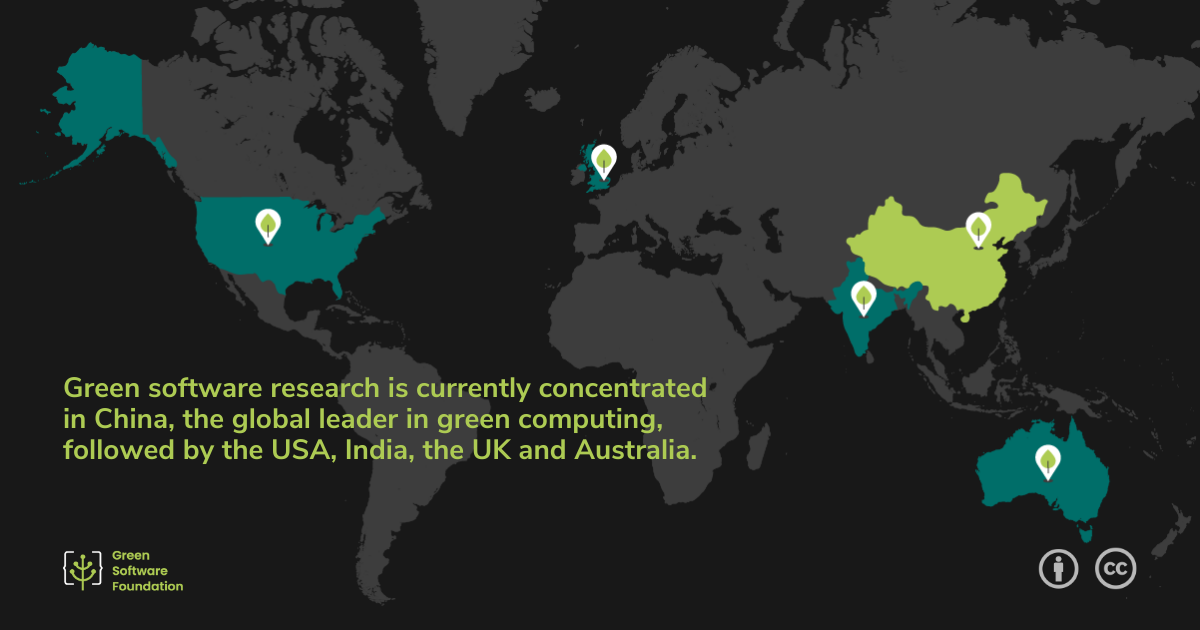 Green software research is currently concentrated
in China, the global leader in green computing,
followed by the USA, India, the UK and Australia.
Green
Software
Foundation
cc